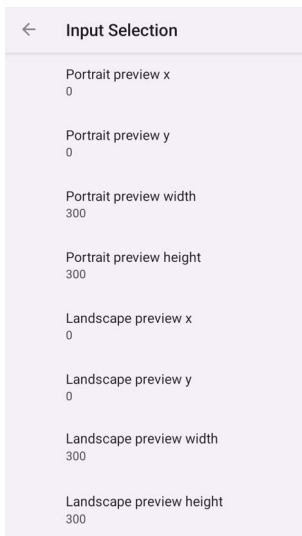 Input Selection
Portrait preview x
0
Portrait preview y
0
Portrait preview width
300
Portrait preview height
300
Landscape preview x
0
Landscape preview y
0
Landscape preview width
300
Landscape preview height
300